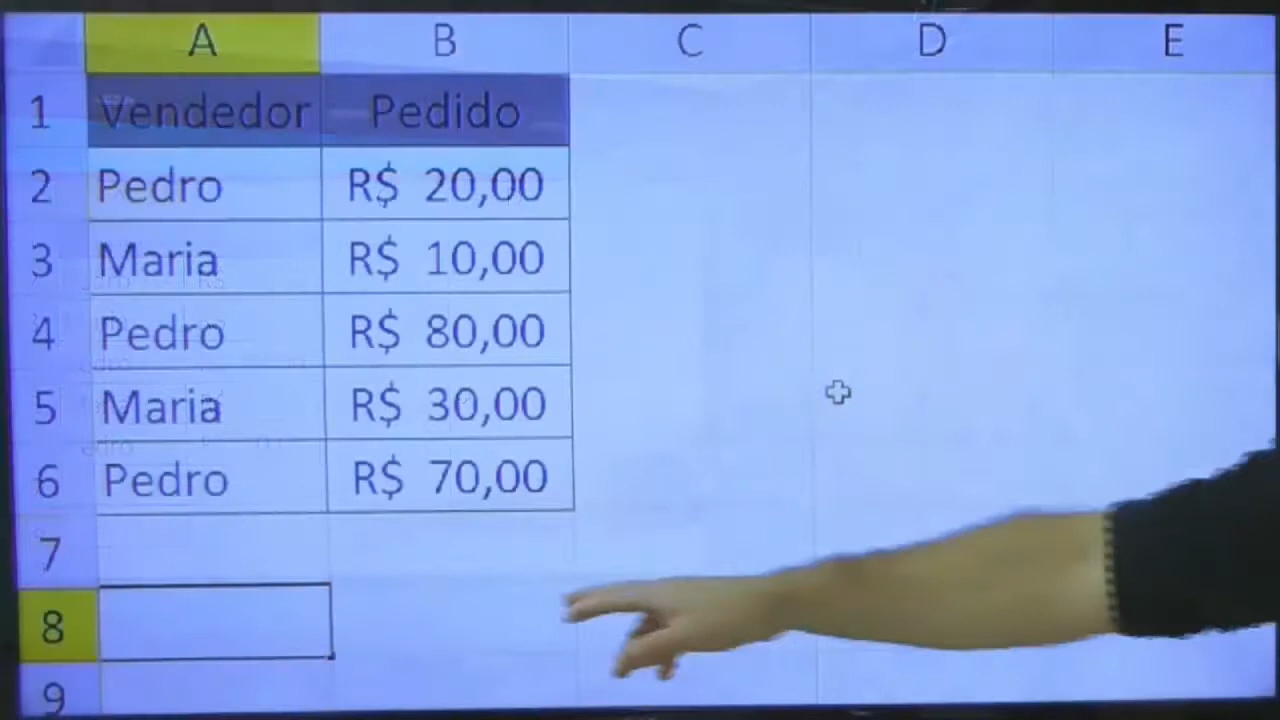 A B C D E
1 Vendedor Pedido
2 Pedro R$ 20,00
3 Maria R$ 10,00
4 Pedro R$ 80,00
5 Maria R$ 30,00
6 Pedro R$ 70,00
7
8
9